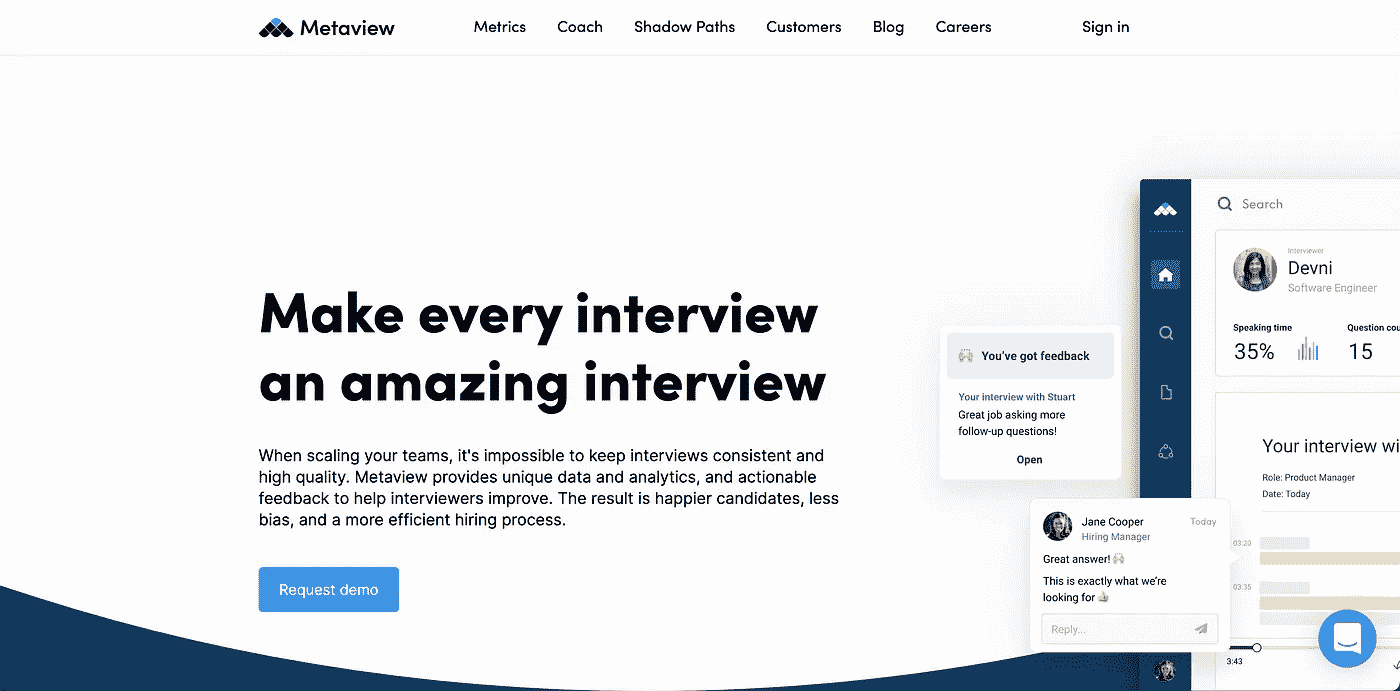 Metaview
Metrics
Coach
Shadow Paths
Customers
Blog
Careers
Sign in
Make every interview
an amazing interview
When scaling your teams, it's impossible to keep interviews consistent and
high quality. Metaview provides unique data and analytics, and actionable
feedback to help interviewers improve. The result is happier candidates, less
bias, and a more efficient hiring process.
Request demo
You've got feedback
Your interview with Stuart
Great job asking more
follow-up questions!
Open
Search
Interviewer
Devni
Software Engineer
Speaking time
Question cou
35%
15
Your interview wi
Role: Product Manager
Date: Today
Jane Cooper
Today
Hiring Manager
Great answer! 🙌
This is exactly what we're
looking for 👍
Reply...
03:20
03:35
3:43